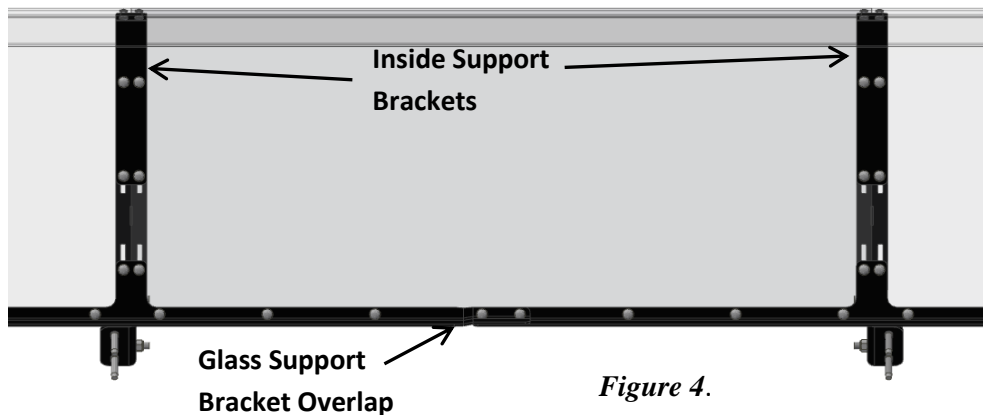 Inside Support
Brackets
Glass Support
Bracket Overlap
Figure 4.